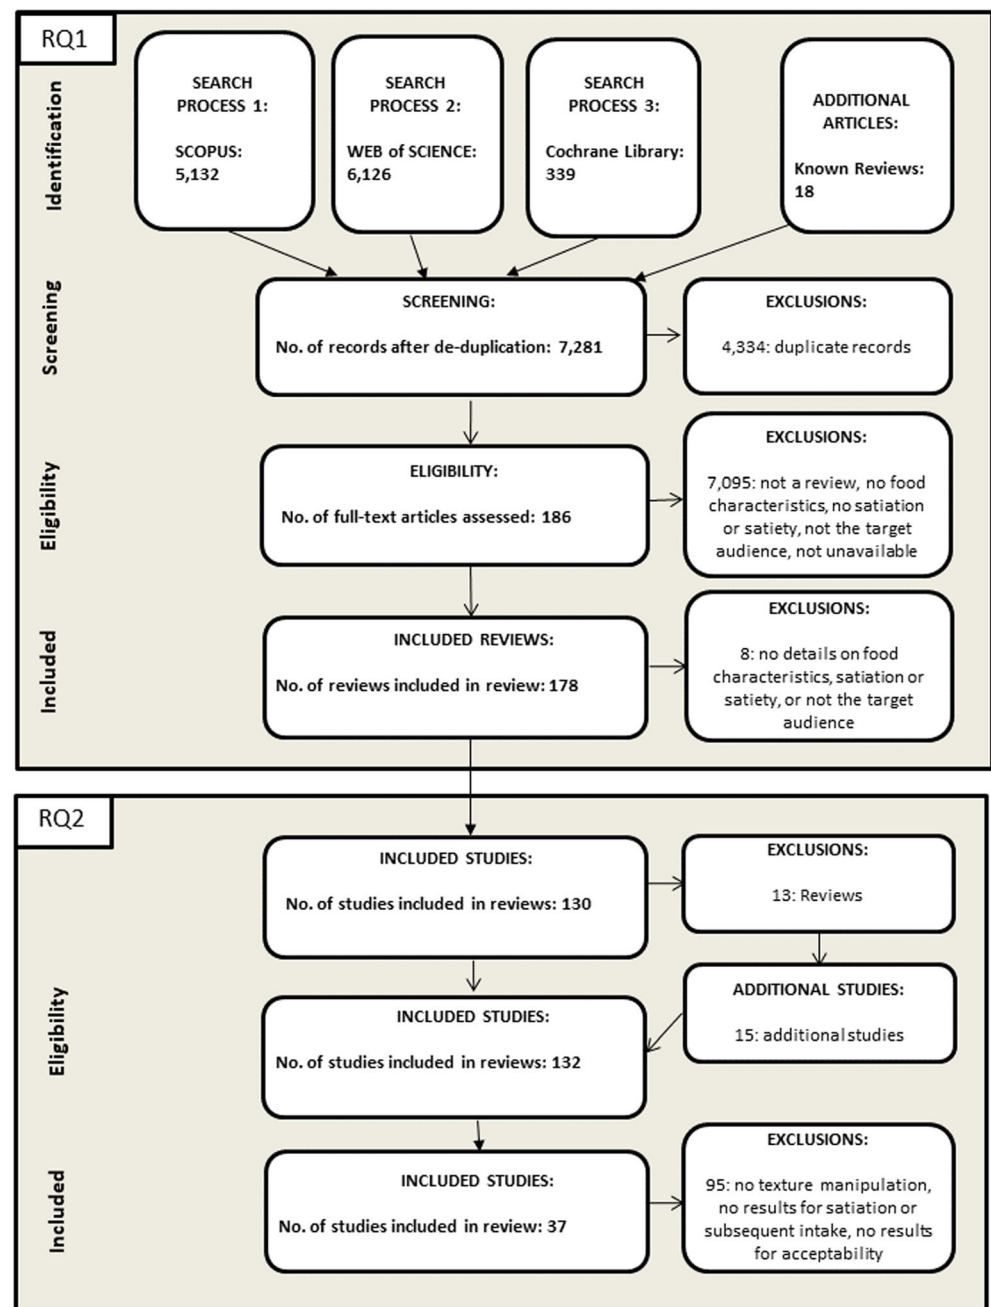 RQ1
Identification
SEARCH
PROCESS 1:
SCOPUS:
5,132
SEARCH
PROCESS 2:
WEB of SCIENCE:
6,126
SEARCH
PROCESS 3:
Cochrane Library:
339
ADDITIONAL
ARTICLES:
Known Reviews:
18
Screening
SCREENING:
No. of records after de-duplication: 7,281
EXCLUSIONS:
4,334: duplicate records
Eligibility
ELIGIBILITY:
No. of full-text articles assessed: 186
EXCLUSIONS:
7,095: not a review, no food
characteristics, no satiation
or satiety, not the target
audience, not unavailable
Included
INCLUDED REVIEWS:
No. of reviews included in review: 178
EXCLUSIONS:
8: no details on food
characteristics, satiation or
satiety, or not the target
audience
RQ2
Eligibility
INCLUDED STUDIES:
No. of studies included in reviews: 130
EXCLUSIONS:
13: Reviews
ADDITIONAL STUDIES:
15: additional studies
INCLUDED STUDIES:
No. of studies included in reviews: 132
Included
INCLUDED STUDIES:
No. of studies included in review: 37
EXCLUSIONS:
95: no texture manipulation,
no results for satiation or
subsequent intake, no results
for acceptability